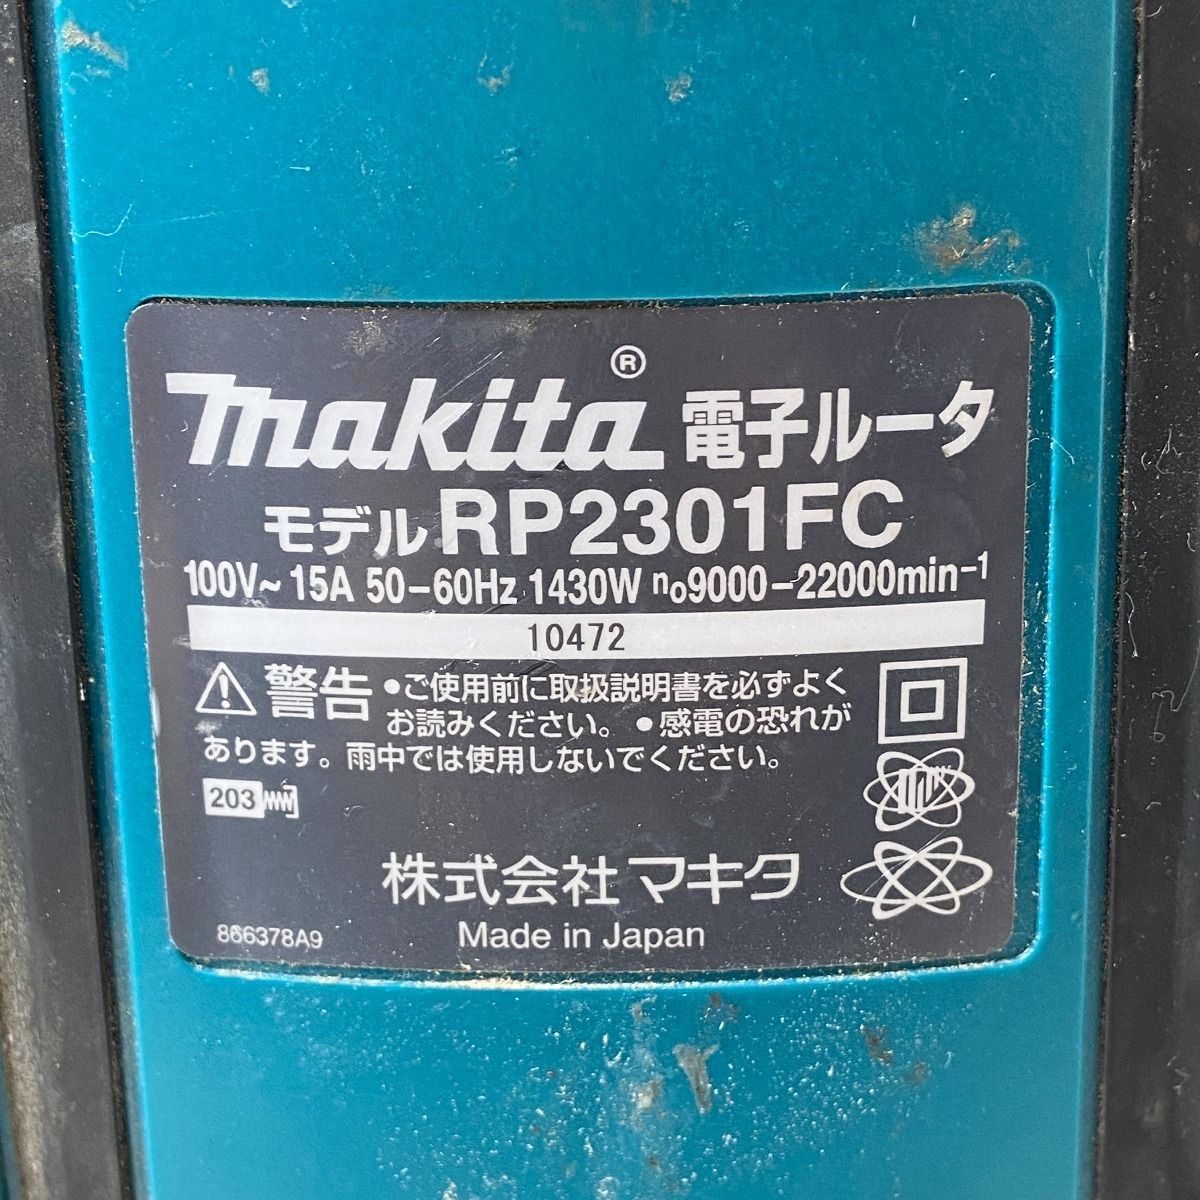 makita® 電子ルータ
モデル RP2301FC
100V~ 15A 50-60Hz 1430W n₀9000-22000min⁻¹
10472
警告 ●ご使用前に取扱説明書を必ずよく
お読みください。 ●感電の恐れが
あります。雨中では使用しないでください。
203
株式会社マキタ
866378A9 Made in Japan